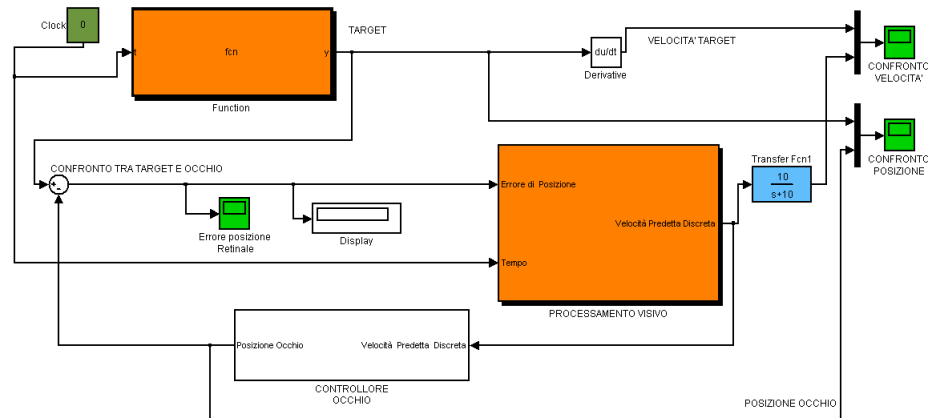 Clock
0
t
fcn
y
Function
TARGET
du/dt
Derivative
VELOCITA' TARGET
CONFRONTO
VELOCITA'
CONFRONTO
POSIZIONE
CONFRONTO TRA TARGET E OCCHIO
+
-
Errore posizione
Retinale
Display
Errore di Posizione
Velocità Predetta Discreta
Tempo
PROCESSAMENTO VISIVO
Transfer Fcn1
10
s+10
Posizione Occhio
Velocità Predetta Discreta
CONTROLLORE
OCCHIO
POSIZIONE OCCHIO